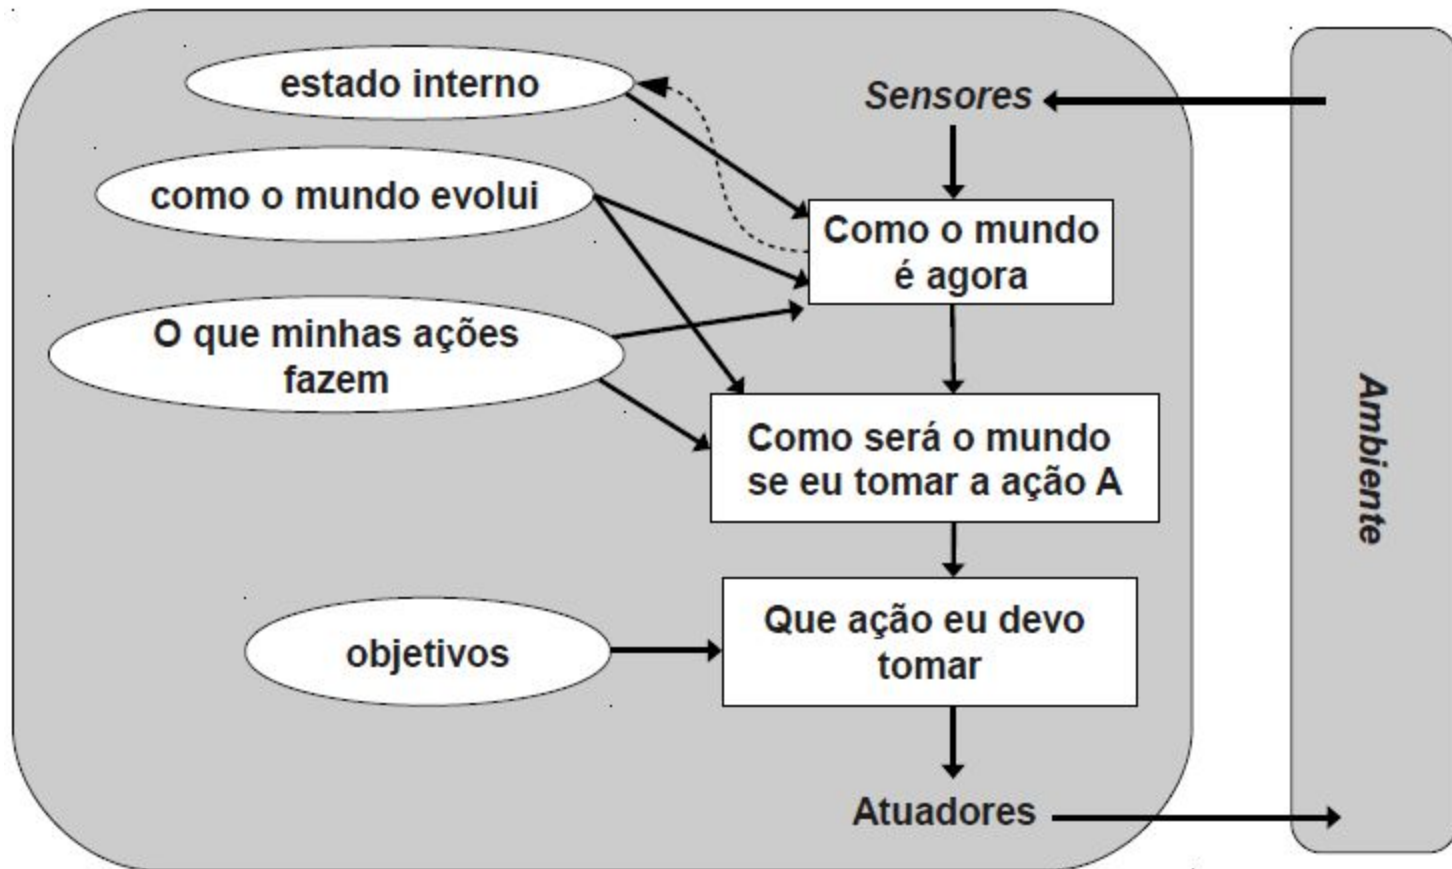 estado interno
Sensores
como o mundo evolui
Como o mundo
é agora
O que minhas ações
fazem
Como será o mundo
se eu tomar a ação A
Ambiente
objetivos
Que ação eu devo
tomar
Atuadores